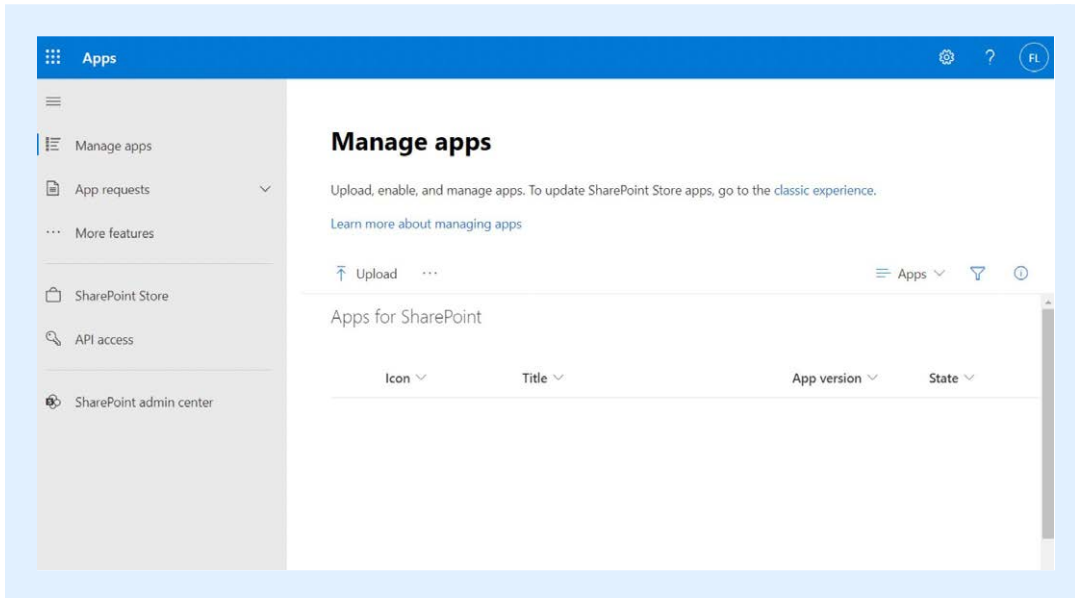 Apps
FL
Manage apps
App requests
More features
SharePoint Store
API access
SharePoint admin center
Manage apps
Upload, enable, and manage apps. To update SharePoint Store apps, go to the classic experience.
Learn more about managing apps
Upload ···
Apps
Apps for SharePoint
Icon Title App version State